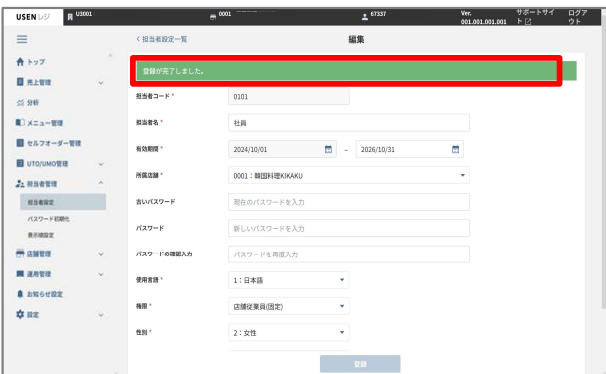 USEN レジ U3001 0001 67337 Ver. 001.001.001.001 サポートサイト ログアウト
< 担当者設定一覧 編集
登録が完了しました。
トップ
売上管理
分析
メニュー管理
セルフオーダー管理
UTO/UMO管理
担当者管理
担当者設定
パスワード初期化
表示順設定
店舗管理
運用管理
お知らせ設定
設定
担当者コード * 0101
担当者名 * 社員
有効期間 * 2024/10/01 ~ 2026/10/31
所属店舗 * 0001：韓国料理KIKAKU
古いパスワード 現在のパスワードを入力
パスワード 新しいパスワードを入力
パスワードの確認入力 パスワードを再度入力
使用言語 * 1：日本語
権限 * 店舗従業員(固定)
性別 * 2：女性
登録